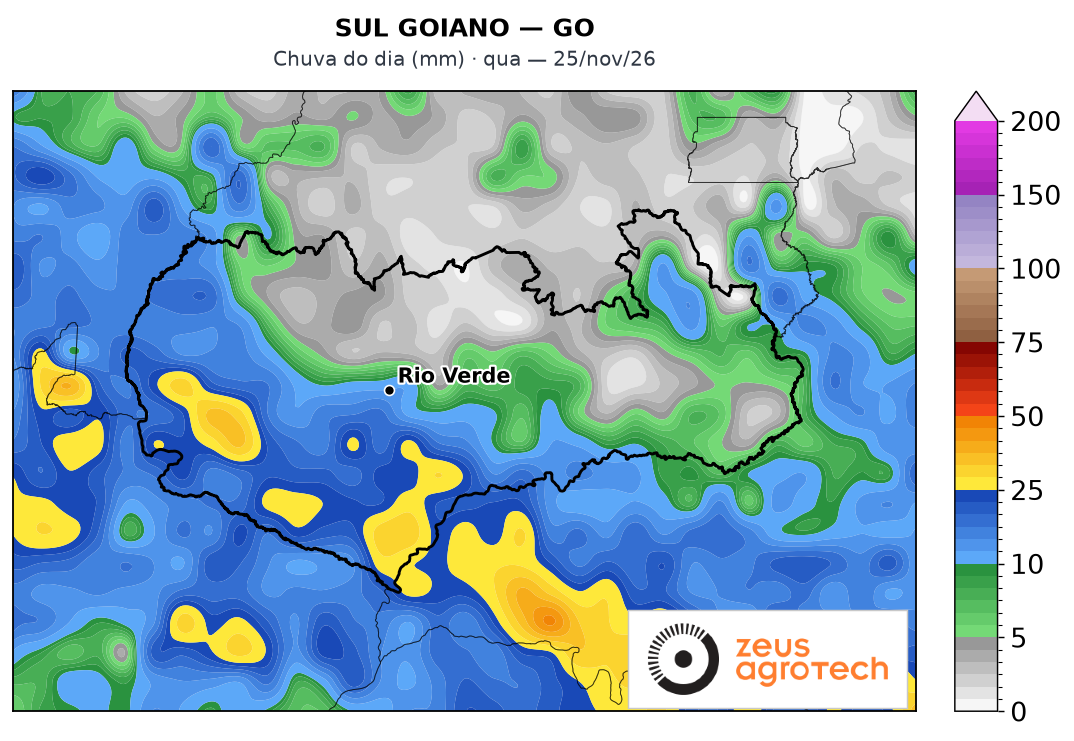 SUL GOIANO — GO
Chuva do dia (mm) · qua — 25/nov/26
200
150
100
75
50
25
10
5
0
Rio Verde
zeus
agrotech